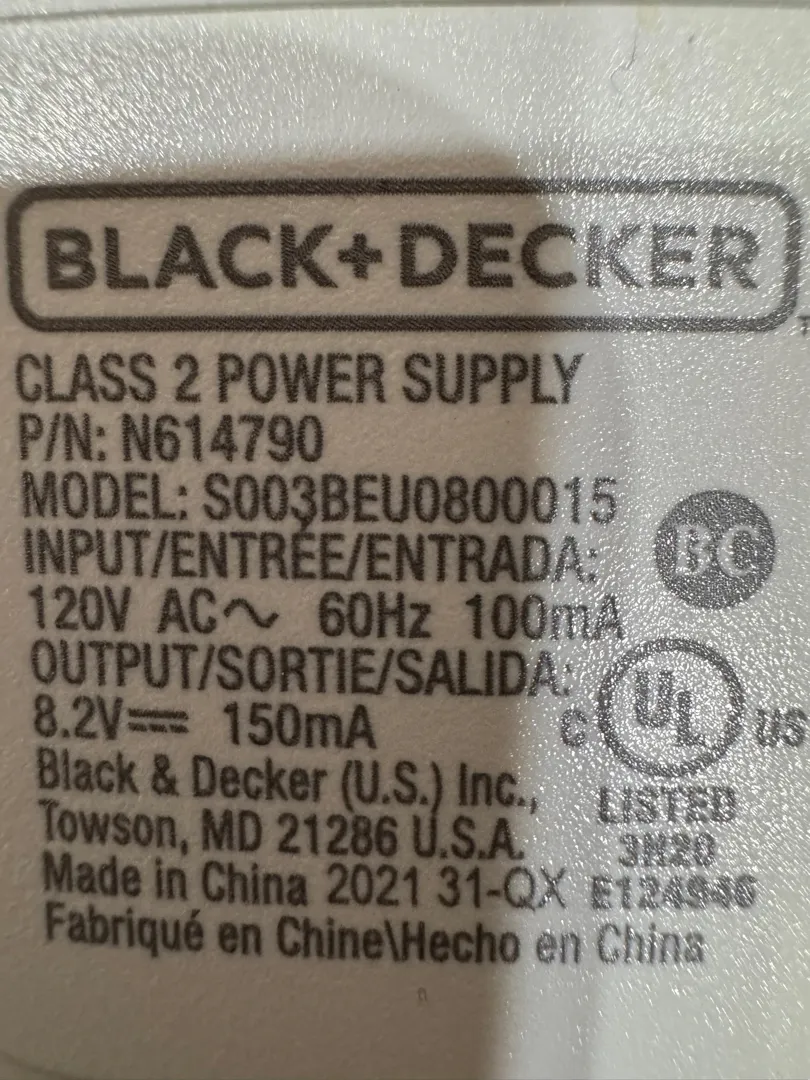 BLACK+DECKER
CLASS 2 POWER SUPPLY
P/N: N614790
MODEL: S003BEU0800015
BC
INPUT/ENTRÉE/ENTRADA:
120V AC~ 60Hz 100mA
OUTPUT/SORTIE/SALIDA:
8.2V⎓ 150mA
C UL US
Black & Decker (U.S.) Inc.,
LISTED
Towson, MD 21286 U.S.A.
3H20
Made in China 2021 31-QX
E124946
Fabriqué en Chine\Hecho en China